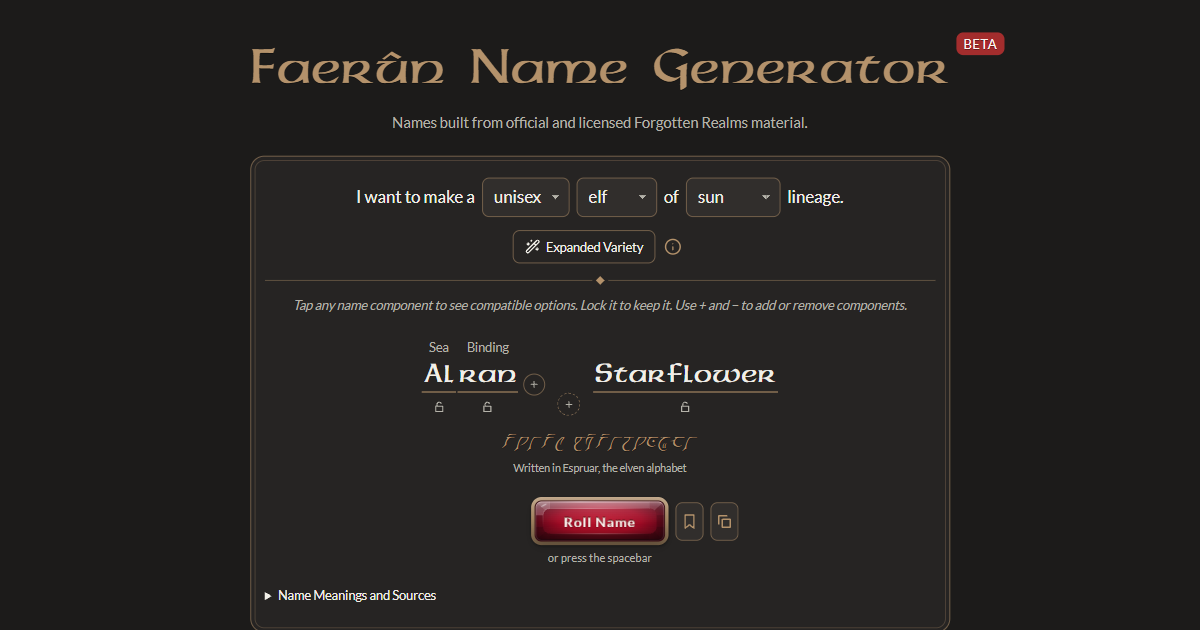 Faerûn Name Generator
BETA
Names built from official and licensed Forgotten Realms material.
I want to make a unisex elf of sun lineage.
Expanded Variety
Tap any name component to see compatible options. Lock it to keep it. Use + and − to add or remove components.
Sea Binding
Al ran + + Starflower
Written in Espruar, the elven alphabet
Roll Name
or press the spacebar
Name Meanings and Sources